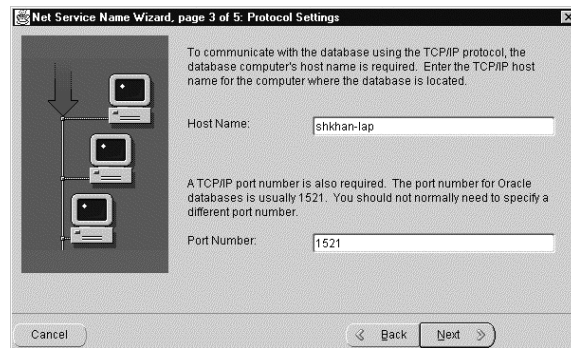 Net Service Name Wizard, page 3 of 5: Protocol Settings
To communicate with the database using the TCP/IP protocol, the
database computer's host name is required. Enter the TCP/IP host
name for the computer where the database is located.
Host Name:
shkhan-lap
A TCP/IP port number is also required. The port number for Oracle
databases is usually 1521. You should not normally need to specify a
different port number.
Port Number:
1521
Cancel
Back
Next